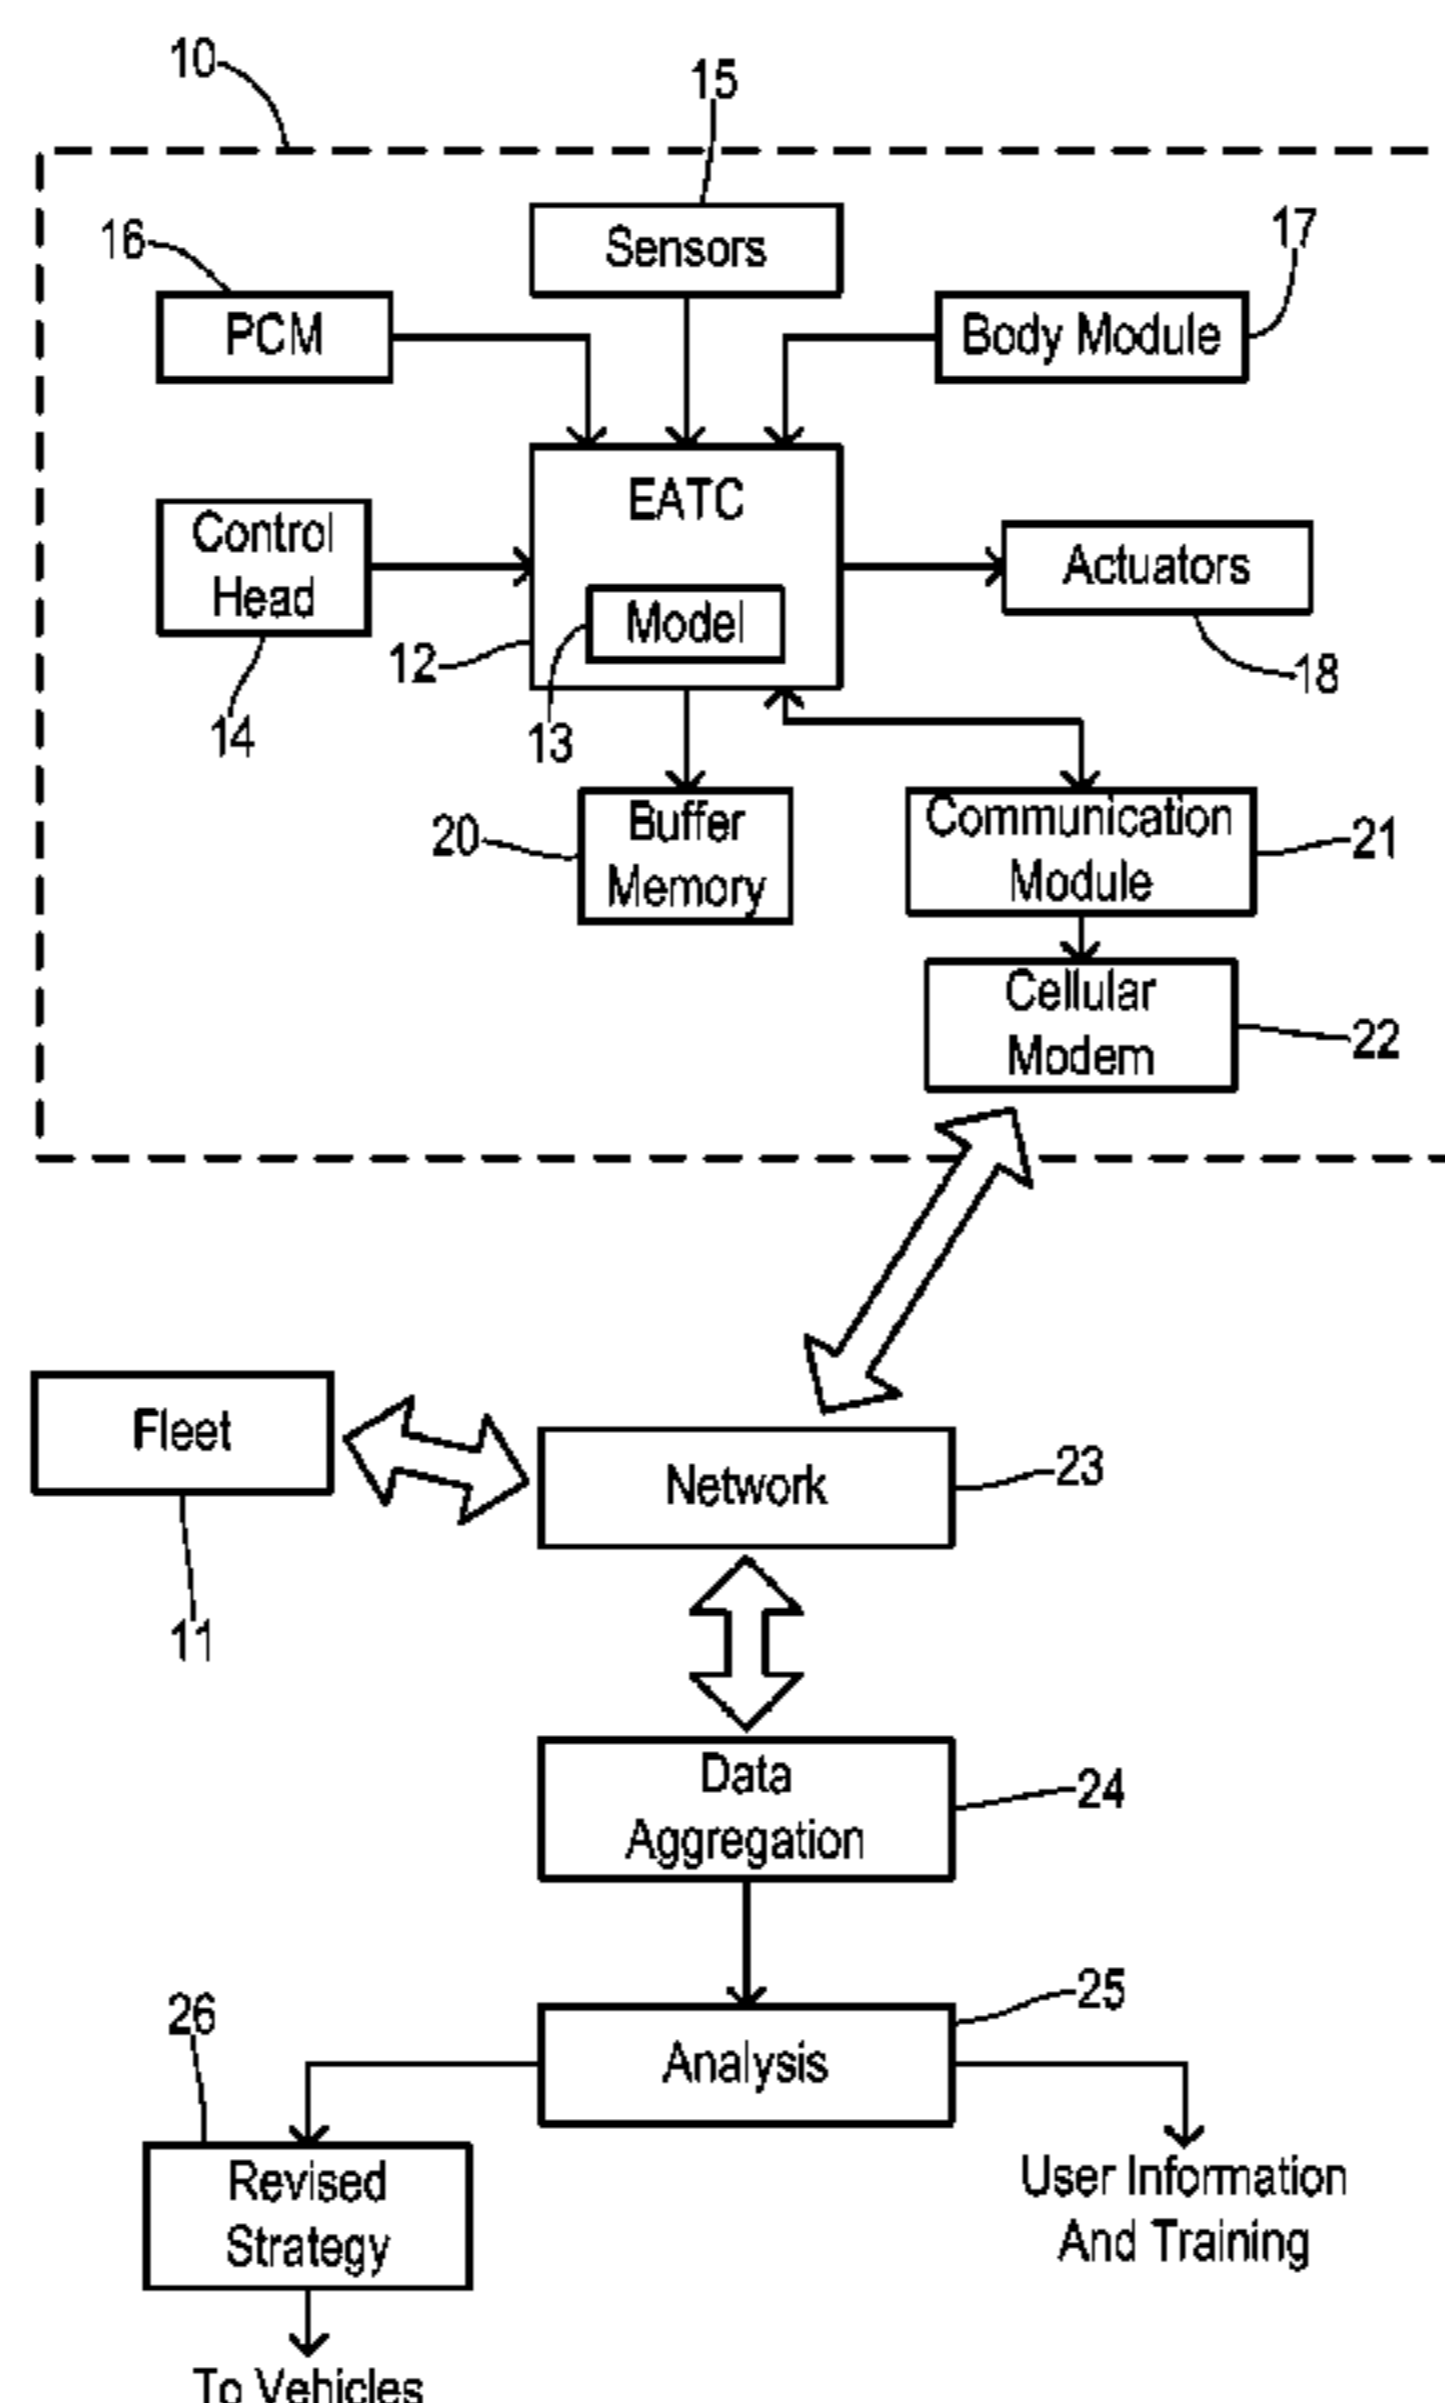 10
15
Sensors
16
17
PCM
Body Module
EATC
Control
Head
Actuators
Model
12
18
14
13
20
Buffer
Memory
Communication
Module
21
Cellular
Modem
22
Fleet
Network
23
11
Data
Aggregation
24
25
26
Analysis
Revised
Strategy
User Information
And Training
To Vehicles